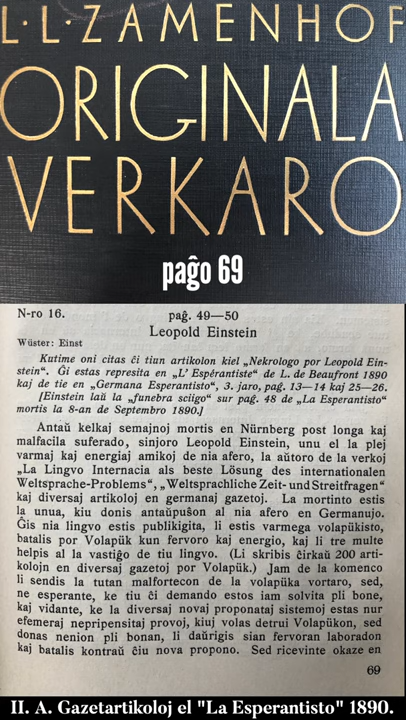 L·L·ZAMENHOF
ORIGINALA
VERKARO
paĝo 69
N-ro 16. paĝ. 49—50
Leopold Einstein
Wüster: Einst
Kutime oni citas ĉi tiun artikolon kiel „Nekrologo por Leopold Ein-
stein“. Ĝi estas represita en „L’ Espérantiste“ de L. de Beaufront 1890
kaj de tie en „Germana Esperantisto“, 3. jaro, paĝ. 13—14 kaj 25—26.
[Einstein laŭ la „funebra sciigo“ sur paĝ. 48 de „La Esperantisto“
mortis la 8-an de Septembro 1890.]
Antaŭ kelkaj semajnoj mortis en Nürnberg post longa kaj
malfacila suferado, sinjoro Leopold Einstein, unu el la plej
varmaj kaj energiaj amikoj de nia afero, la aŭtoro de la verkoj
„La Lingvo Internacia als beste Lösung des internationalen
Weltsprache-Problems“, „Weltsprachliche Zeit- und Streitfragen“
kaj diversaj artikoloj en germanaj gazetoj. La mortinto estis
la unua, kiu donis antaŭpuŝon al nia afero en Germanujo.
Ĝis nia lingvo estis publikigita, li estis varmega volapükisto,
batalis por Volapük kun fervoro kaj energio, kaj li tre multe
helpis al la vastiĝo de tiu lingvo. (Li skribis ĉirkaŭ 200 arti-
kolojn en diversaj gazetoj por Volapük.) Jam de la komenco
li sendis la tutan malfortecon de la volapüka vortaro, sed,
ne esperante, ke tiu ĉi demando estos iam solvita pli bone,
kaj vidante, ke la diversaj novaj proponataj sistemoj estas nur
efemeraj nepripensitaj provoj, kiuj volas detrui Volapükon, sed
donas nenion pli bonan, li daŭrigis sian fervoran laboradon
kaj batalis kontraŭ ĉiu nova propono. Sed ricevinte okaze en
69
II. A. Gazetartikoloj el "La Esperantisto" 1890.